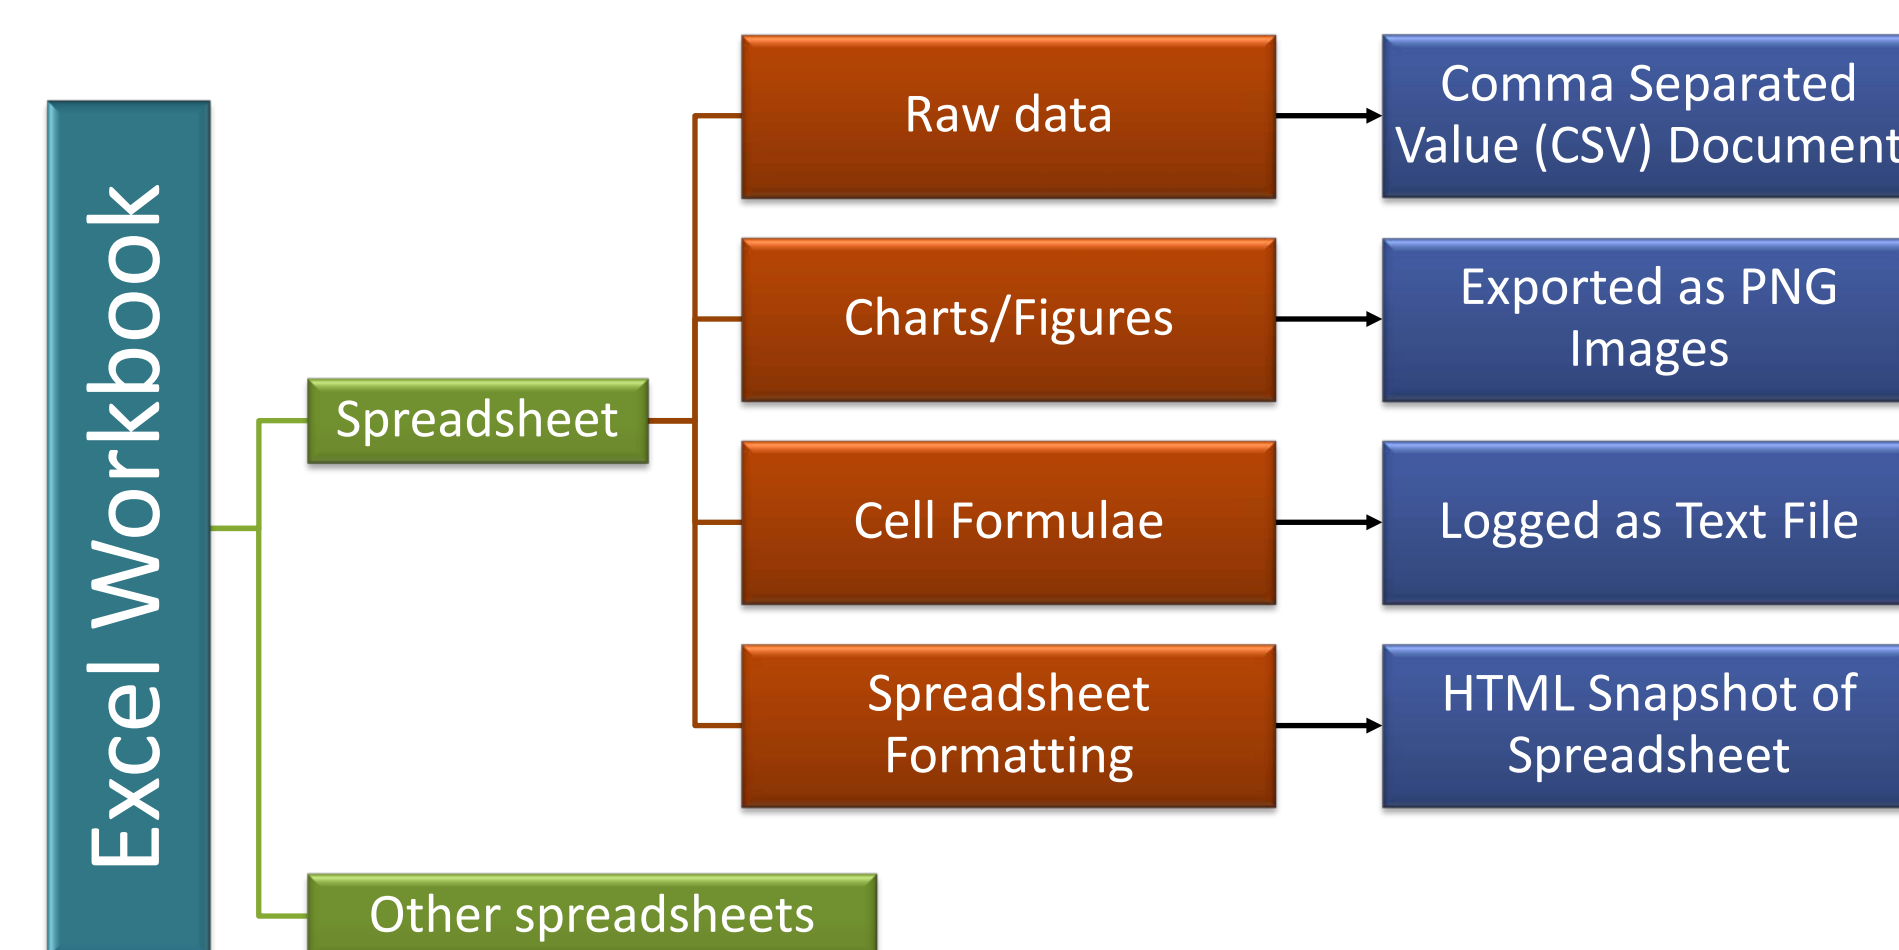 Excel Workbook
Spreadsheet
Other spreadsheets
Raw data
Charts/Figures
Cell Formulae
Spreadsheet
Formatting
Comma Separated
Value (CSV) Document
Exported as PNG
Images
Logged as Text File
HTML Snapshot of
Spreadsheet